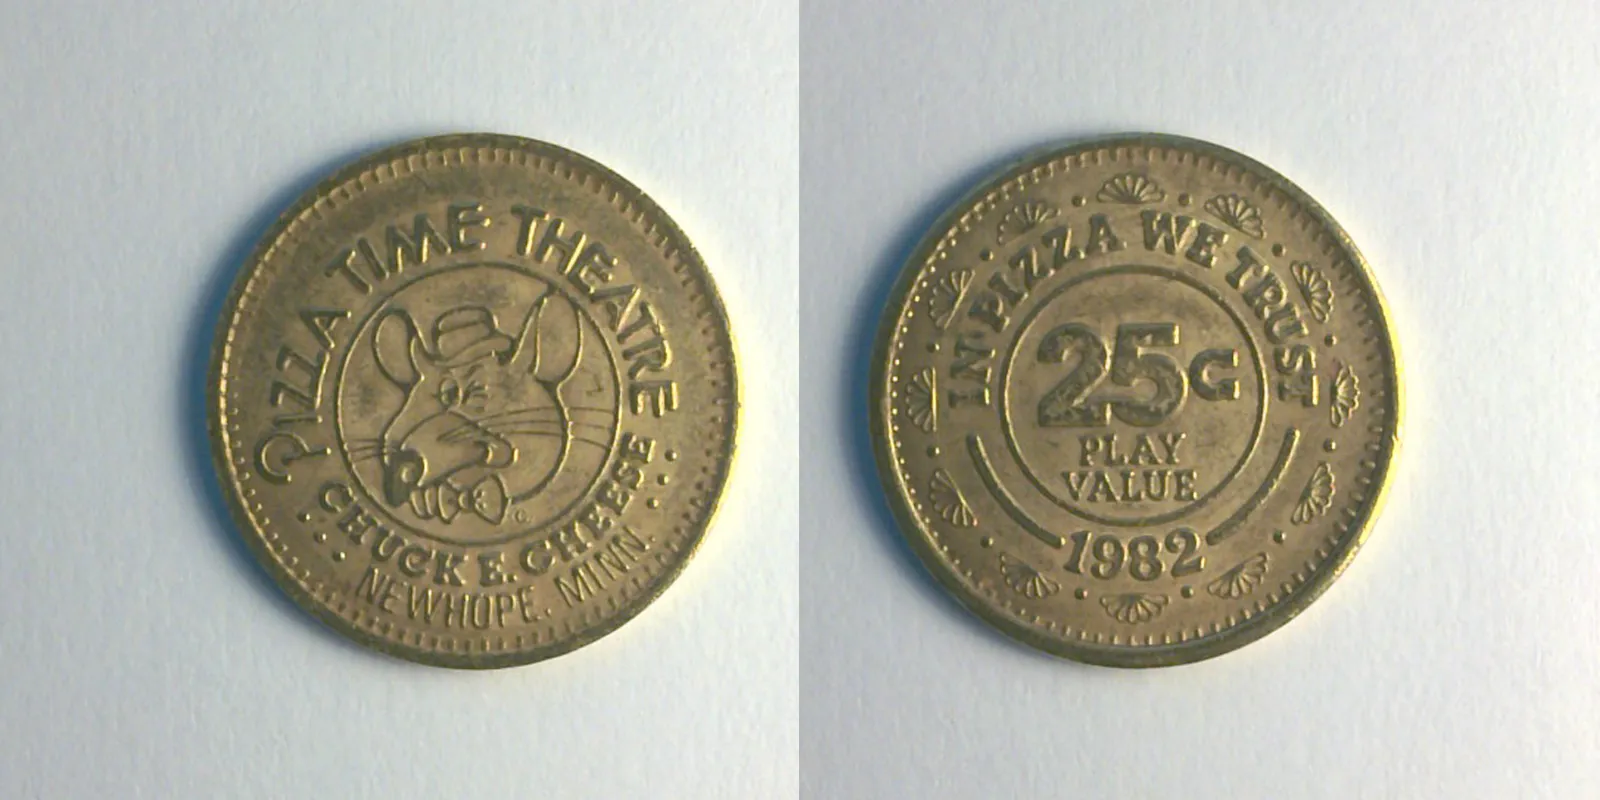 PIZZA TIME THEATRE
CHUCK E. CHEESE
NEWHOPE, MINN.
©
IN PIZZA WE TRUST
25¢
PLAY
VALUE
1982